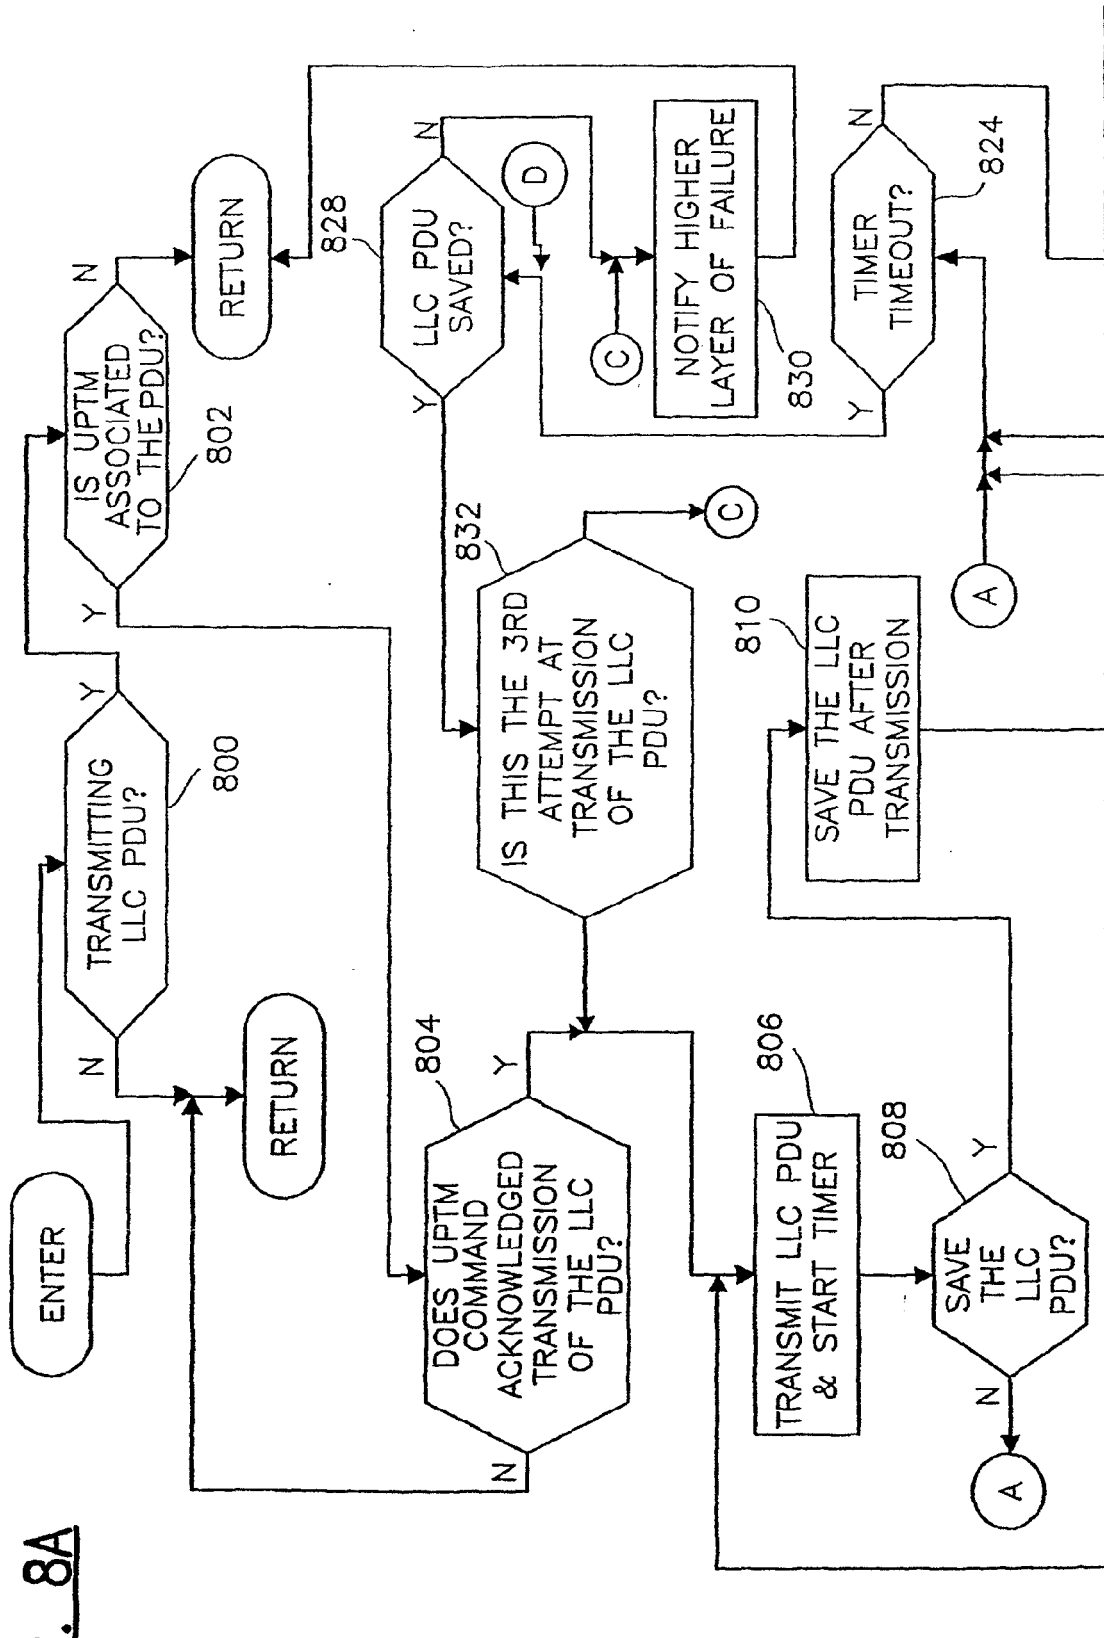 . 8A
ENTER
TRANSMITTING
LLC PDU?
800
N
Y
IS UPTM
ASSOCIATED
TO THE PDU?
802
Y
N
RETURN
RETURN
DOES UPTM
COMMAND
ACKNOWLEDGED
TRANSMISSION
OF THE LLC
PDU?
804
N
Y
IS THIS THE 3RD
ATTEMPT AT
TRANSMISSION
OF THE LLC
PDU?
832
C
LLC PDU
SAVED?
828
Y
N
D
C
NOTIFY HIGHER
LAYER OF FAILURE
830
TRANSMIT LLC PDU
& START TIMER
806
SAVE
THE
LLC
PDU?
808
N
Y
A
SAVE THE LLC
PDU AFTER
TRANSMISSION
810
A
TIMER
TIMEOUT?
824
Y
N